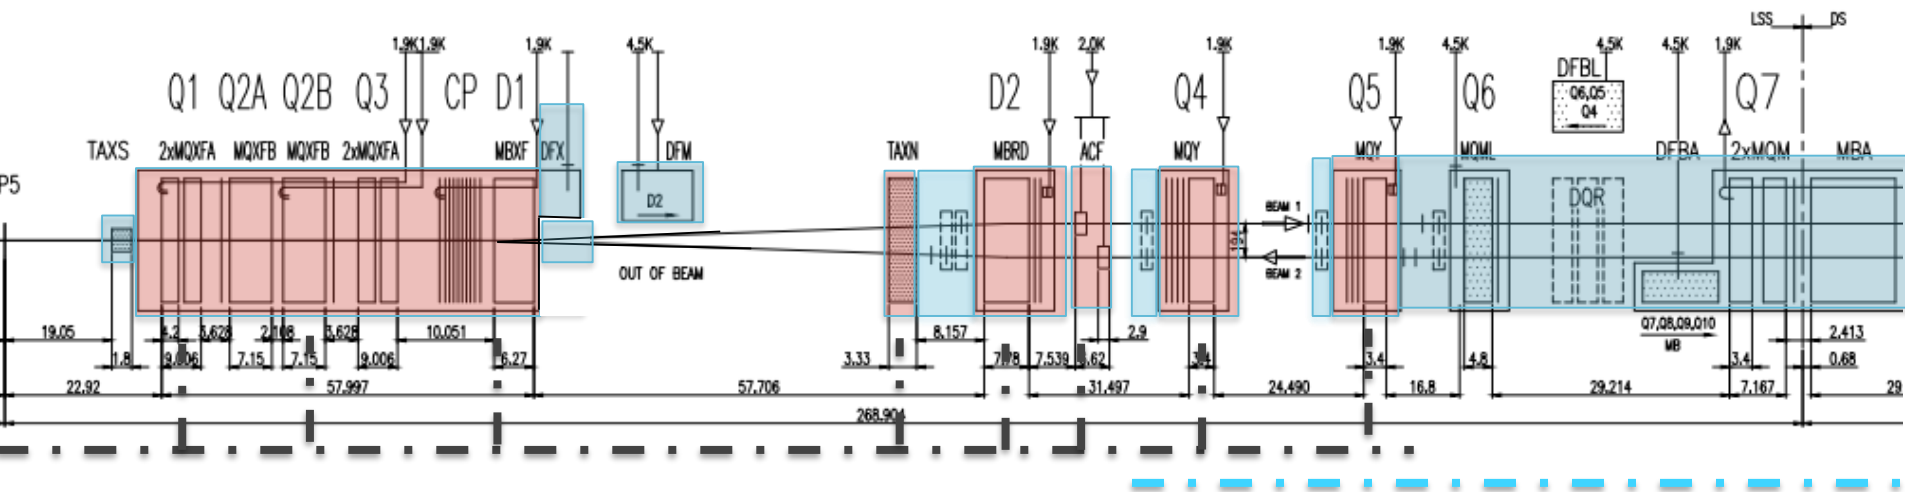 LSS DS
1.9K 1.9K 1.9K 4.5K 1.9K 2.0K 1.9K 1.9K 4.5K 4.5K 4.5K 1.9K
Q1 Q2A Q2B Q3 CP D1 D2 Q4 Q5 Q6 DFBL Q7
Q6,Q5
Q4
TAXS 2xMQXFA MQXFB MQXFB 2xMQXFA MBXF DFX DFM TAXN MBRD ACF MQY MQY MQML DFBA 2xMQM MBA
P5
D2
DQR
BEAM 1
BEAM 2
OUT OF BEAM
Q7,Q8,Q9,Q10
MB
19.05 4.2 3.628 2.108 3.628 10.051 8.157 2.9 2.413
1.8 9.006 7.15 7.15 9.006 6.27 3.33 7.78 7.539 3.4 3.4 4.8 3.4 0.68
22.92 57.997 57.706 31.497 24.490 16.8 29.214 7.167 29
268.904